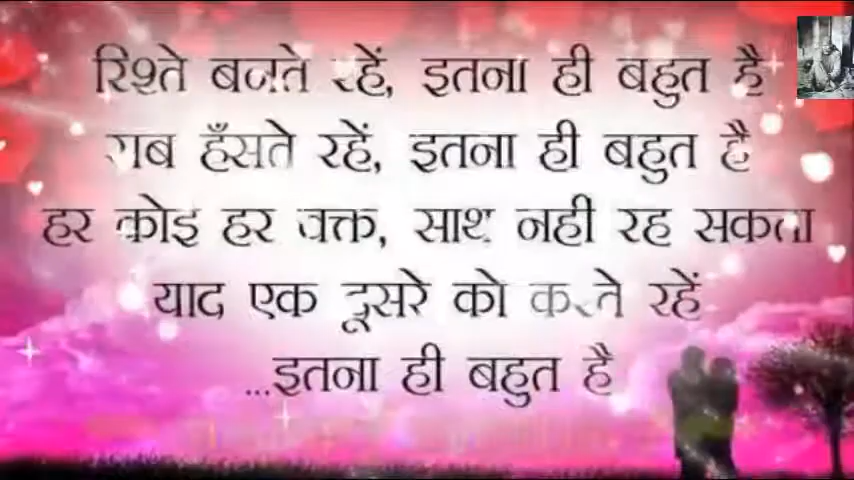 रिश्ते बनते रहें, इतना ही बहुत है
सब हँसते रहें, इतना ही बहुत है
हर कोइ हर वक्त, साथ नही रह सकता
याद एक दूसरे को करते रहें
...इतना ही बहुत है